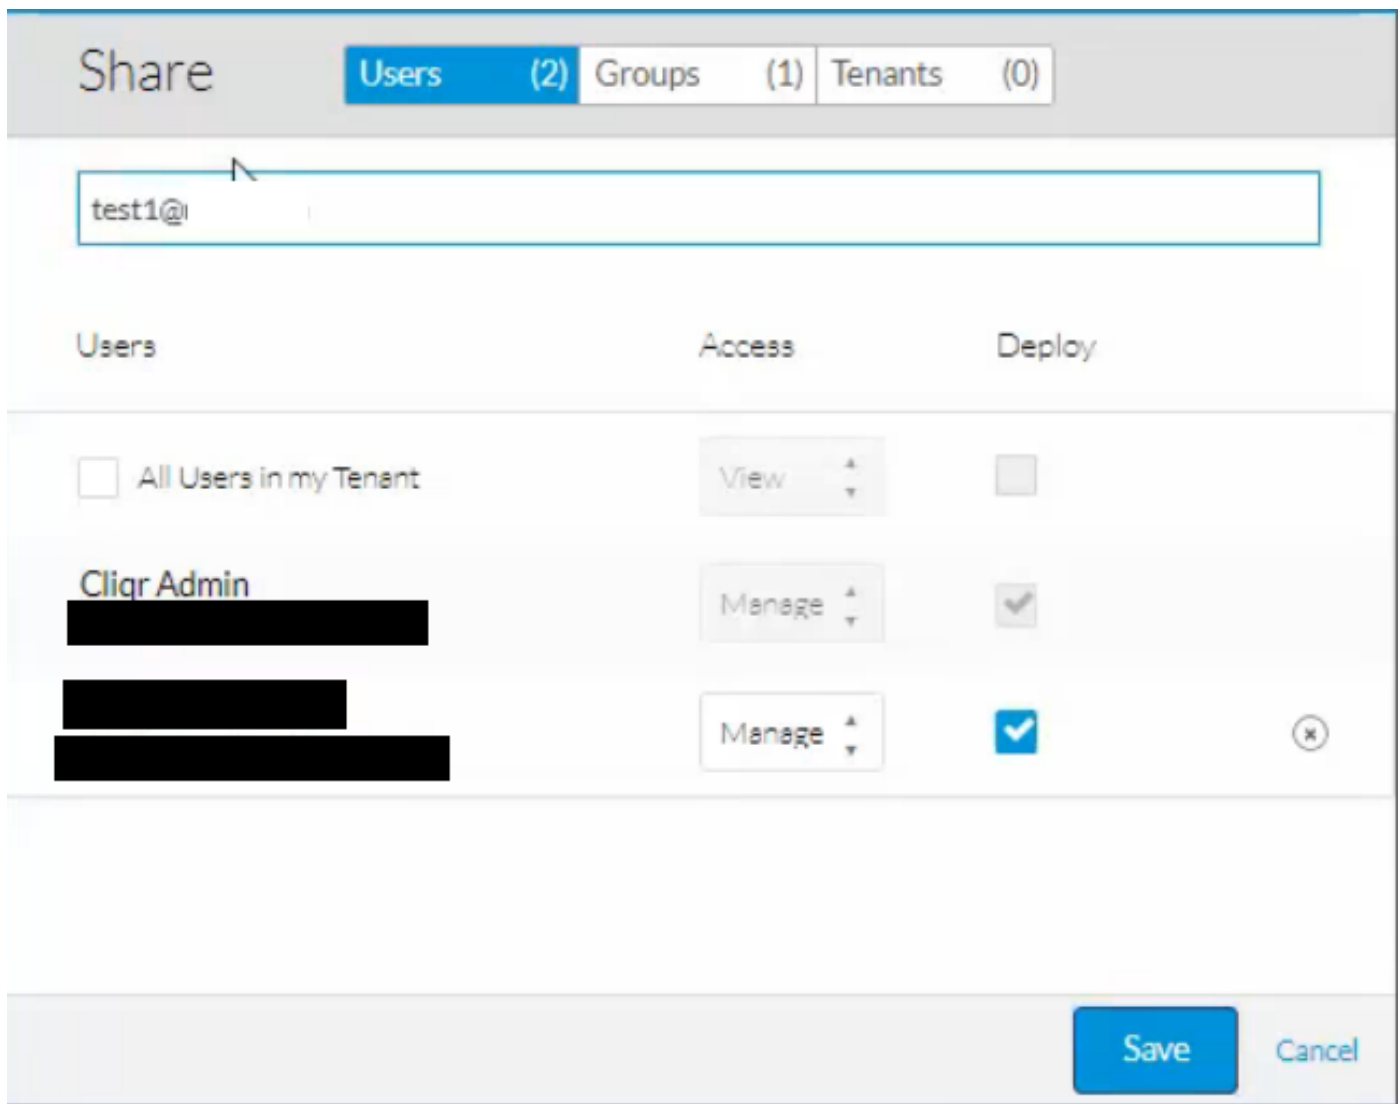 Share
Users (2) Groups (1) Tenants (0)
test1@
Users Access Deploy
All Users in my Tenant View
Cliqr Admin
Manage
Manage
Save Cancel